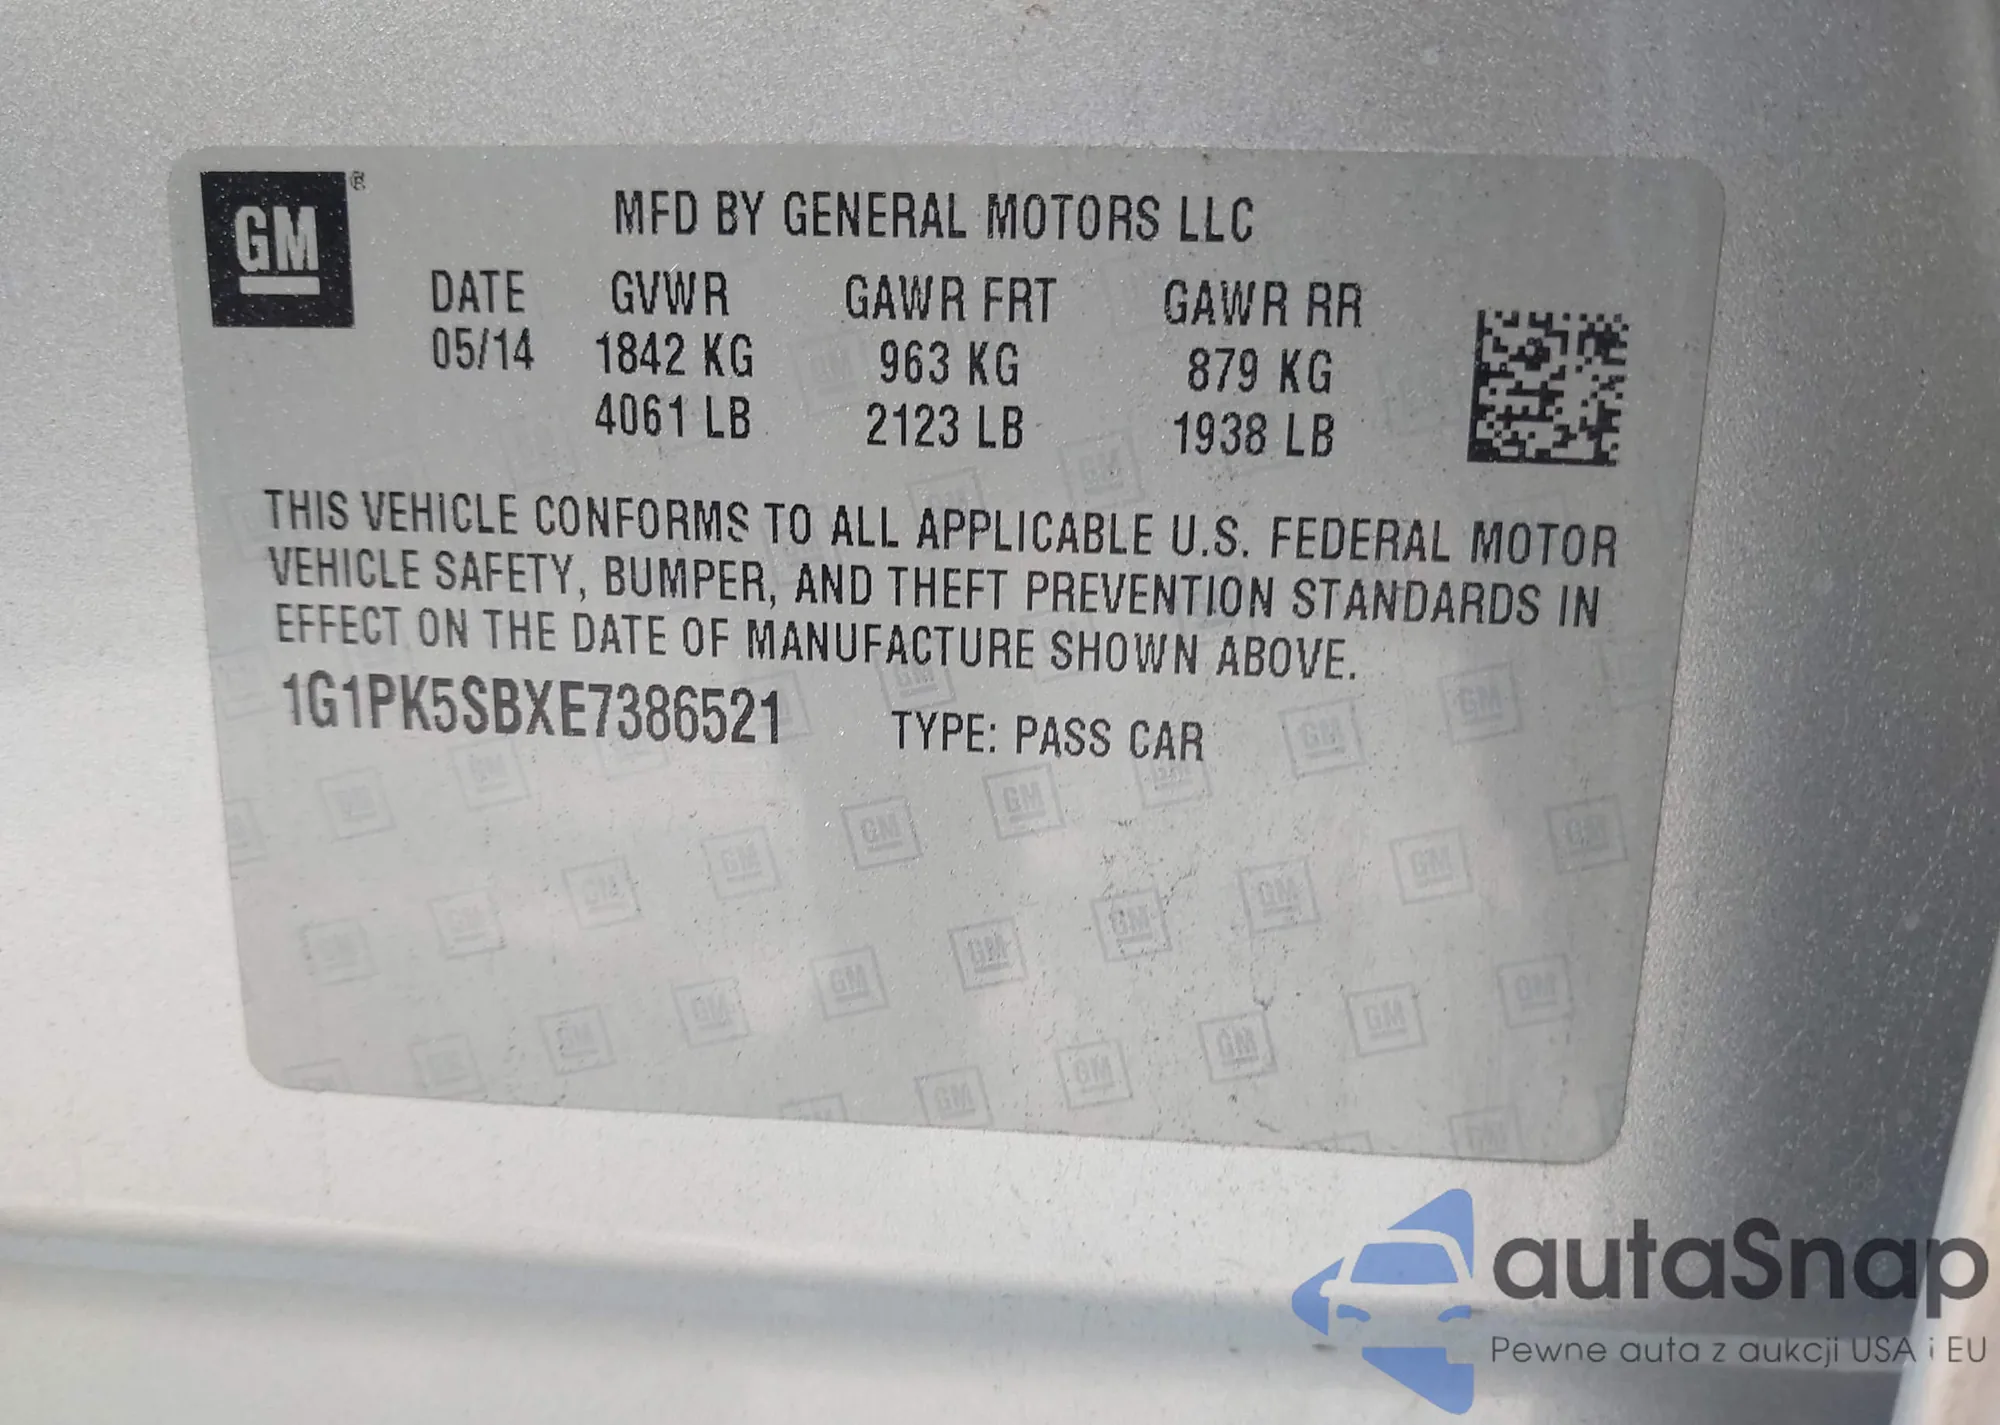 GM®
MFD BY GENERAL MOTORS LLC
DATE GVWR GAWR FRT GAWR RR
05/14 1842 KG 963 KG 879 KG
4061 LB 2123 LB 1938 LB
THIS VEHICLE CONFORMS TO ALL APPLICABLE U.S. FEDERAL MOTOR
VEHICLE SAFETY, BUMPER, AND THEFT PREVENTION STANDARDS IN
EFFECT ON THE DATE OF MANUFACTURE SHOWN ABOVE.
1G1PK5SBXE7386521 TYPE: PASS CAR
autaSnap
Pewne auta z aukcji USA i EU